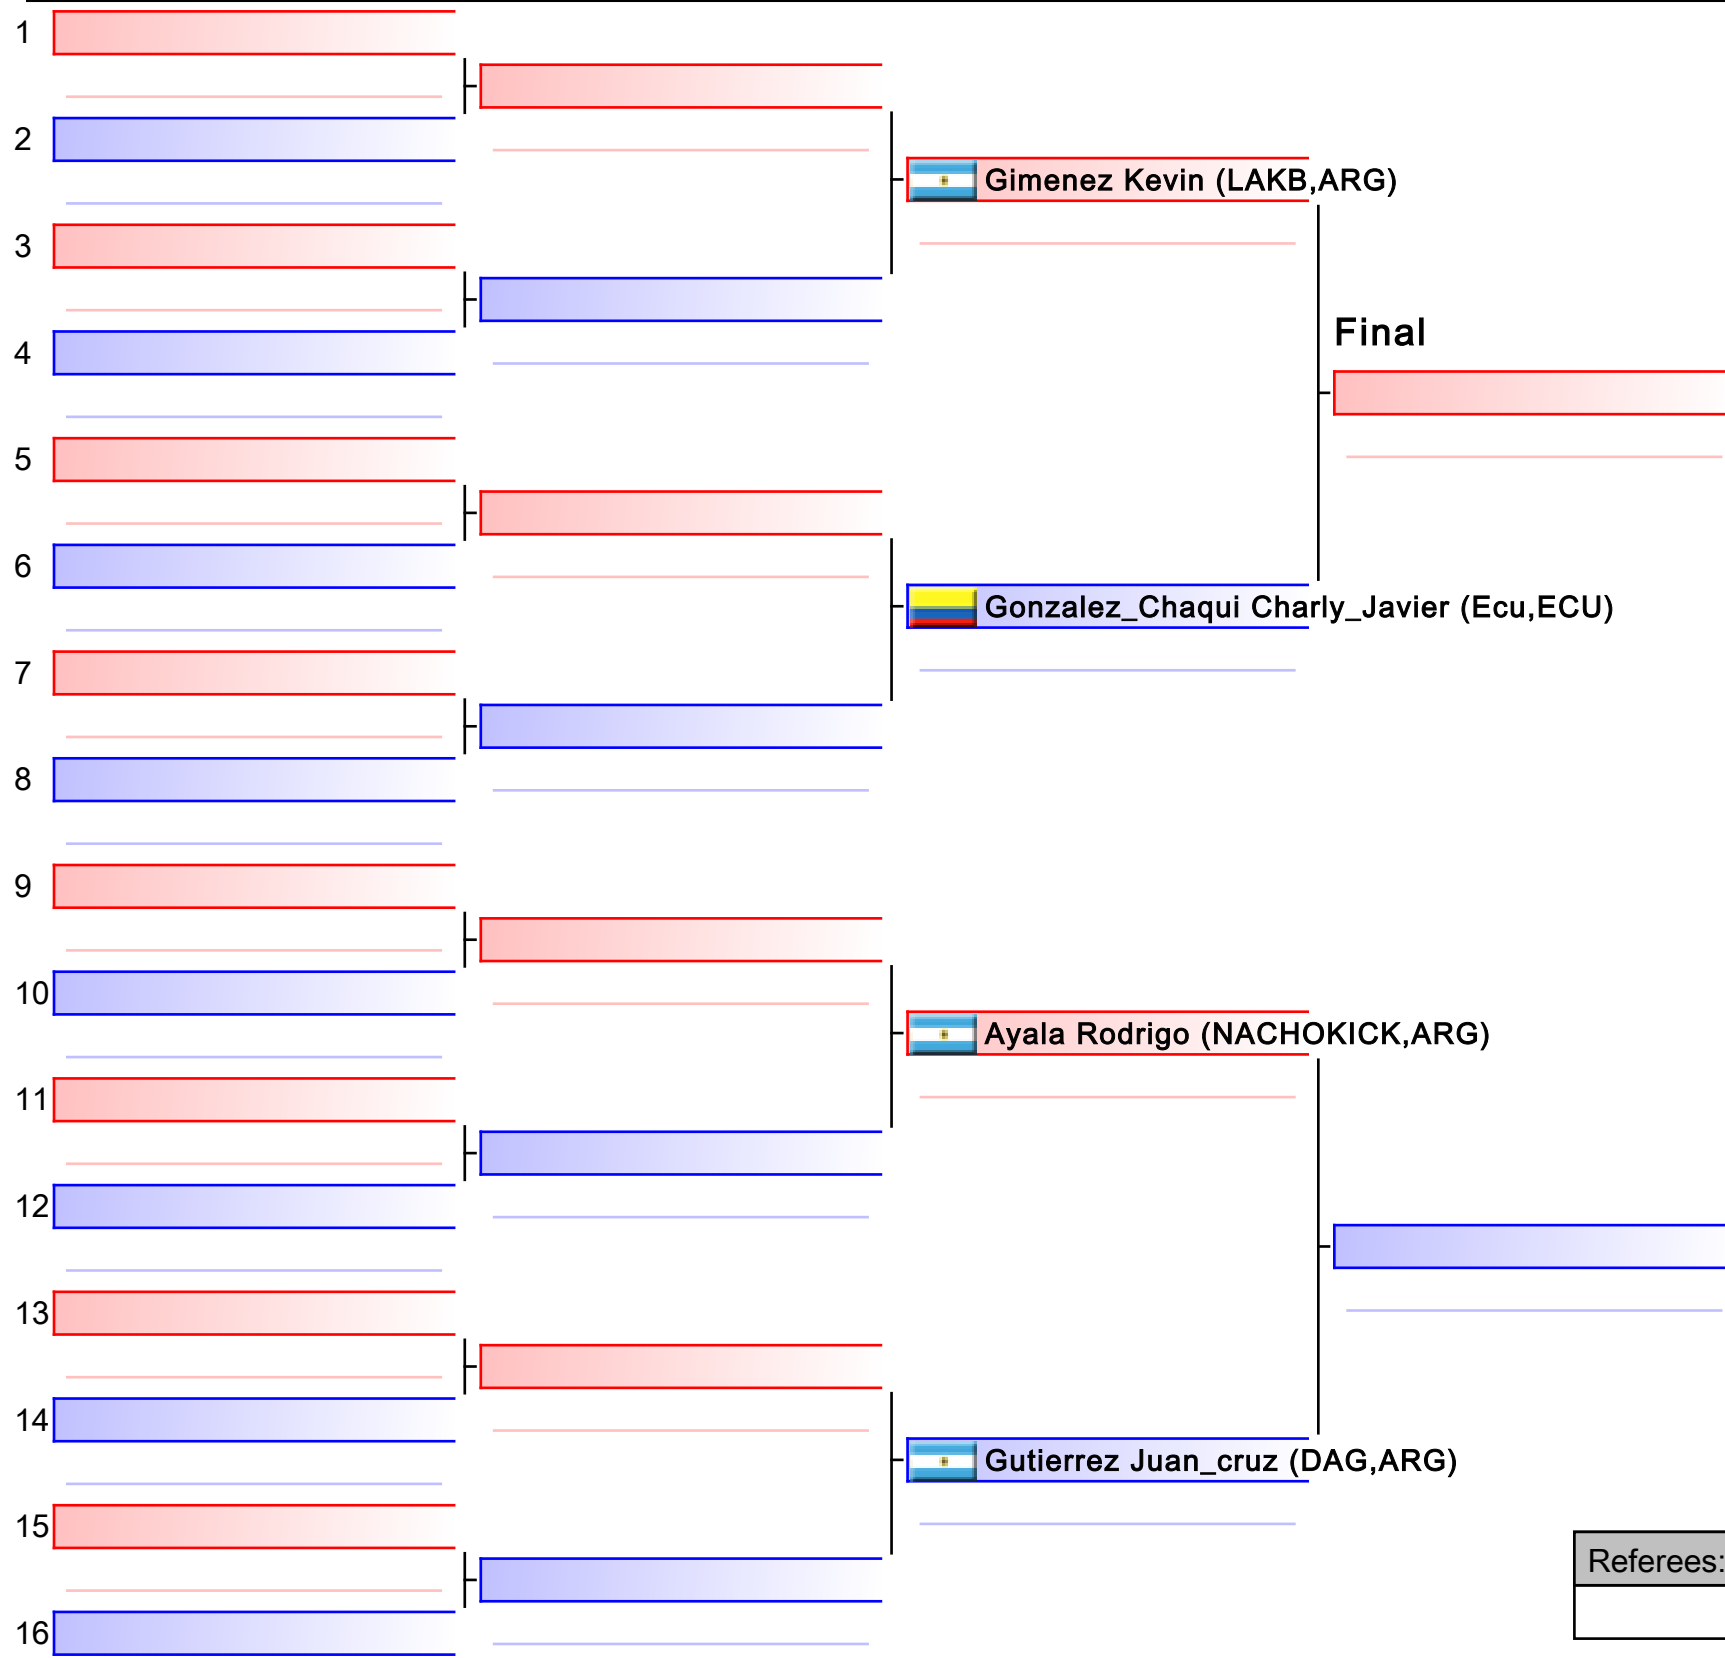 1
2
Gimenez Kevin (LAKB,ARG)
3
Final
4
5
6
Gonzalez_Chaqui Charly_Javier (Ecu,ECU)
7
8
9
10
Ayala Rodrigo (NACHOKICK,ARG)
11
12
13
14
Gutierrez Juan_cruz (DAG,ARG)
15
Referees:
16